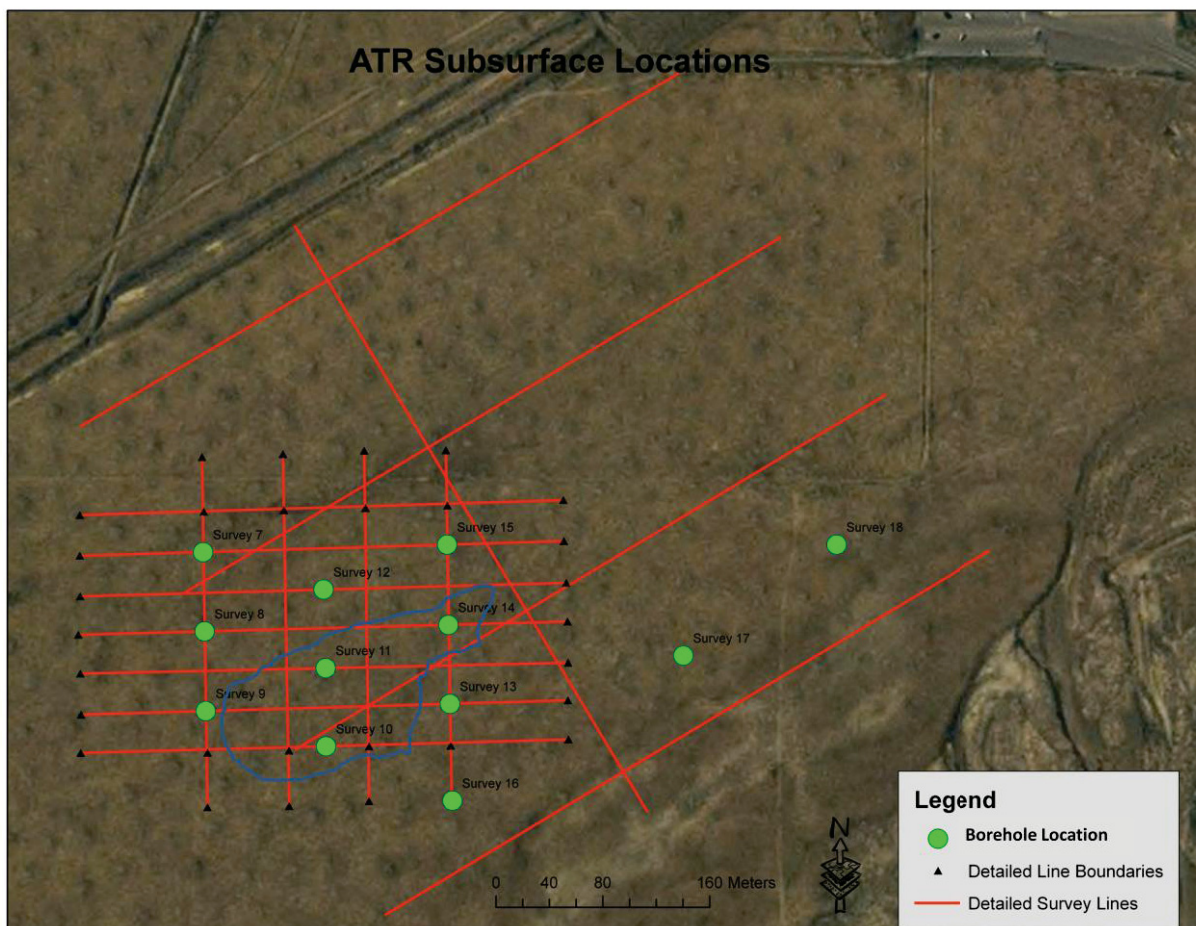 ATR Subsurface Locations
Survey 7
Survey 15
Survey 18
Survey 12
Survey 8
Survey 14
Survey 11
Survey 17
Survey 9
Survey 13
Survey 10
Survey 16
N
0 40 80 160 Meters
Legend
Borehole Location
Detailed Line Boundaries
Detailed Survey Lines